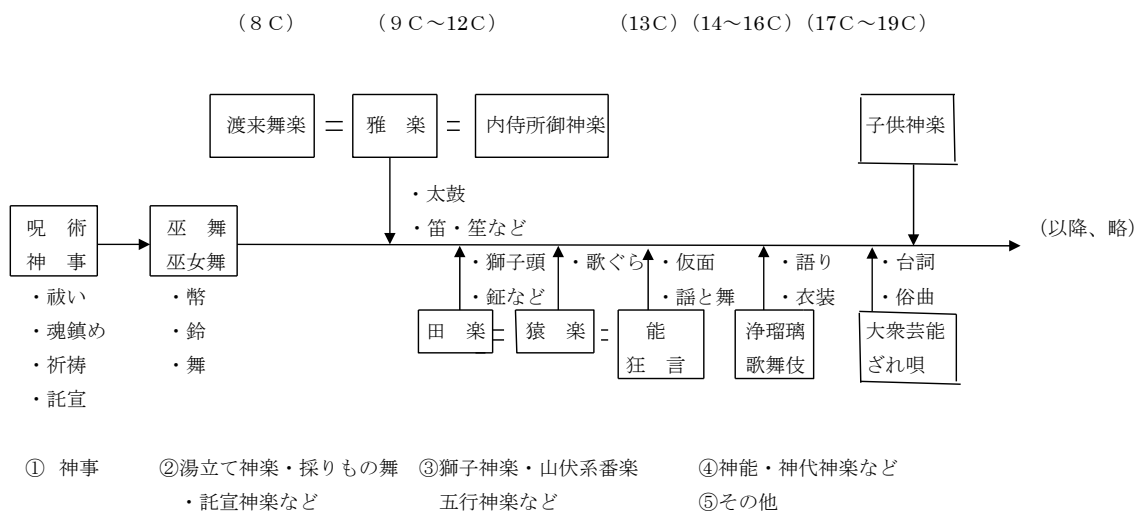 (8C) (9C~12C) (13C) (14~16C) (17C~19C)
渡来舞楽 = 雅 楽 = 内侍所御神楽
子供神楽
・太鼓
・笛・笙など
呪 術
神 事
巫 舞
巫女舞
(以降、略)
・祓い
・魂鎮め
・祈祷
・託宣
・幣
・鈴
・舞
・獅子頭
・鉦など
・歌ぐら
・仮面
・謡と舞
・語り
・衣装
・台詞
・俗曲
田 楽 = 猿 楽 = 能
狂 言
浄瑠璃
歌舞伎
大衆芸能
ざれ唄
① 神事 ②湯立て神楽・採りもの舞 ③獅子神楽・山伏系番楽 ④神能・神代神楽など
・託宣神楽など 五行神楽など ⑤その他